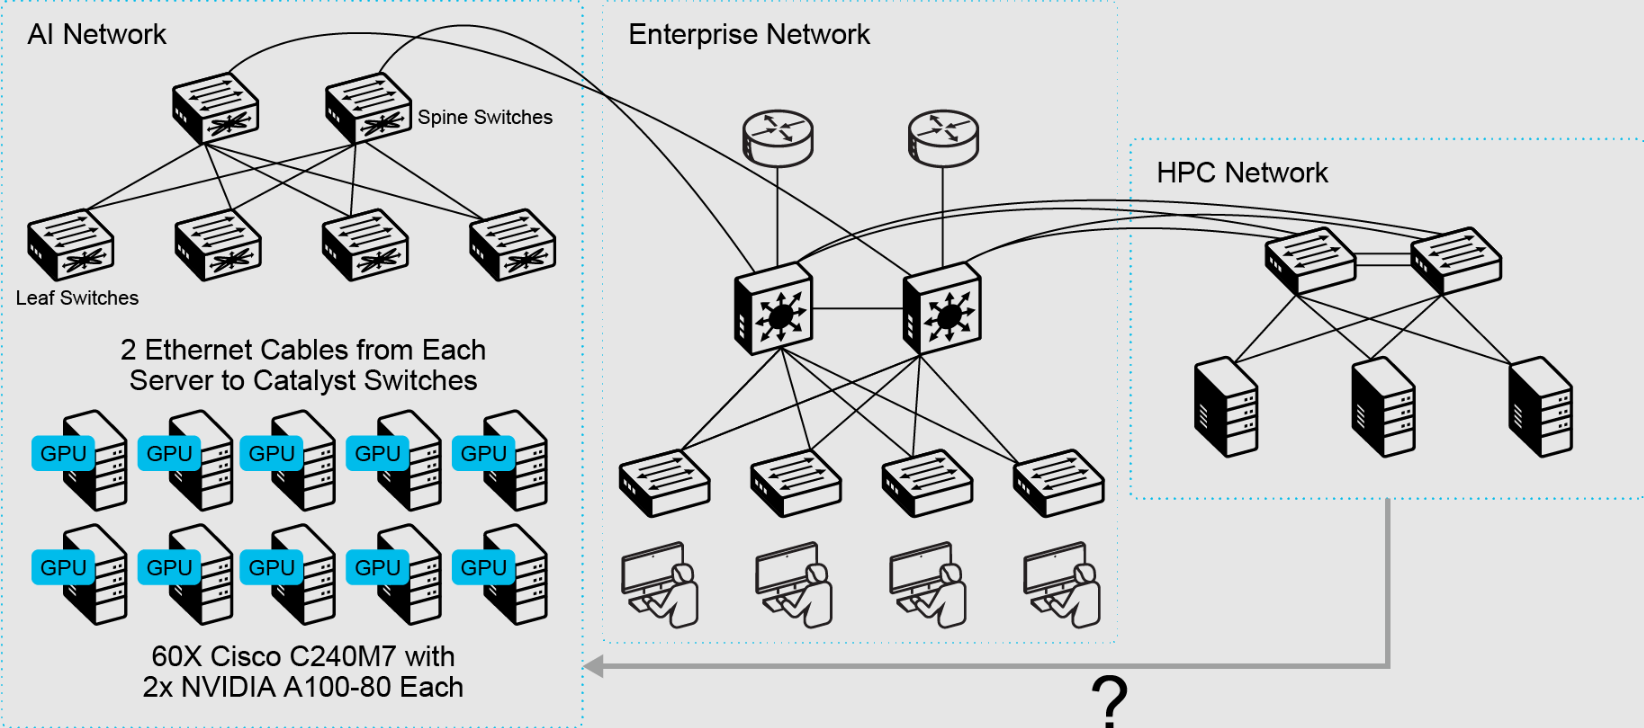 AI Network
Enterprise Network
Spine Switches
HPC Network
Leaf Switches
2 Ethernet Cables from Each
Server to Catalyst Switches
GPU GPU GPU GPU GPU
GPU GPU GPU GPU GPU
60X Cisco C240M7 with
2x NVIDIA A100-80 Each
?